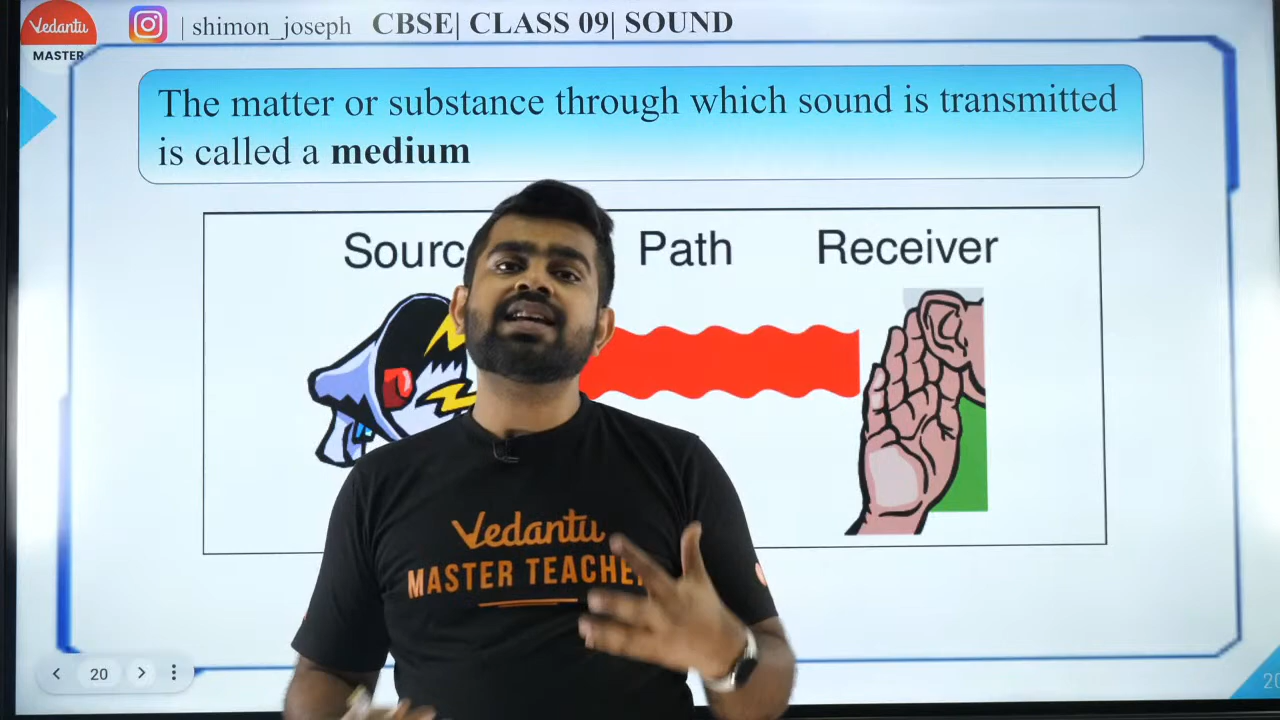 Vedantu
MASTER
| shimon_joseph CBSE| CLASS 09| SOUND
The matter or substance through which sound is transmitted
is called a medium
Path Receiver
Vedantu
MASTER
20